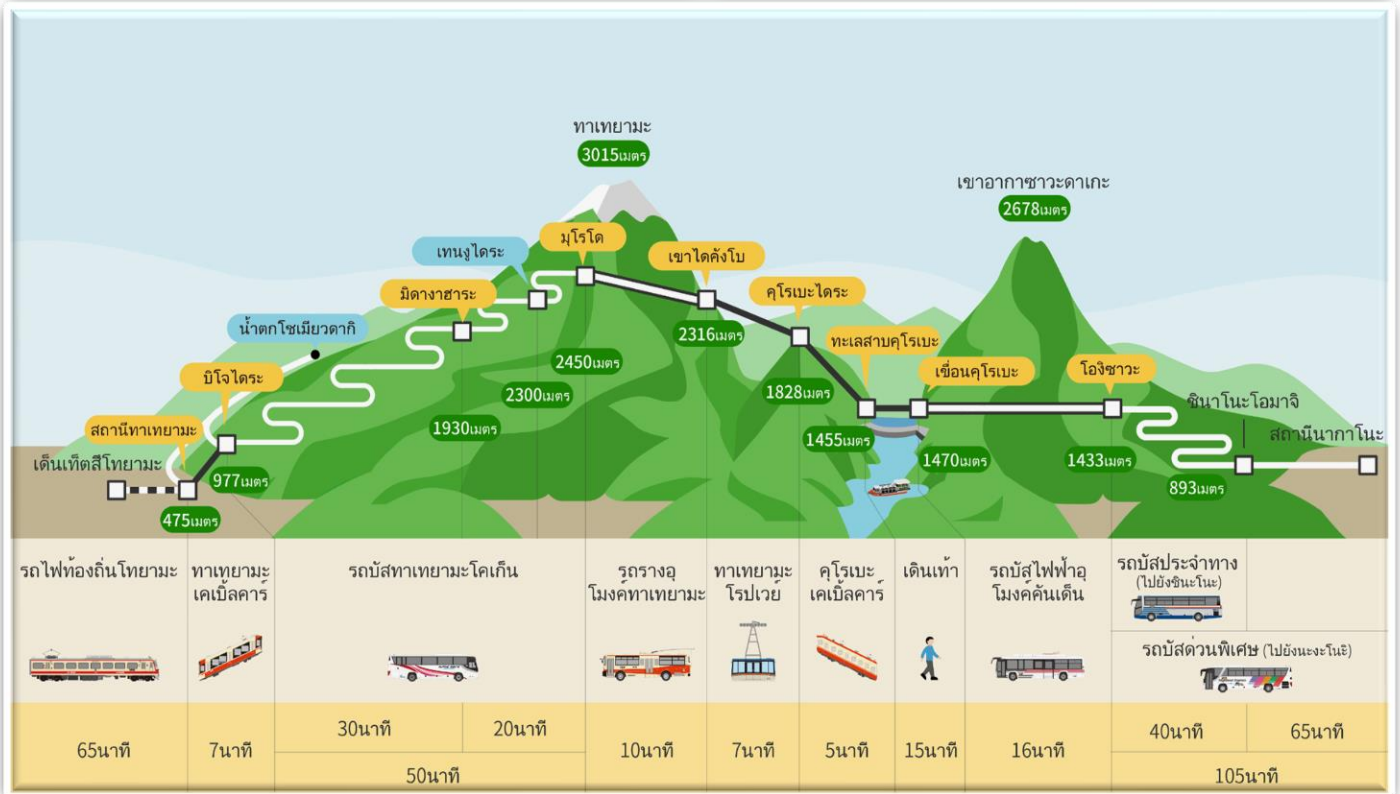 ทาเทยามะ
3015เมตร
เขาอากาซาวะดาเกะ
2678เมตร
มุโรโด
เทนงูไดระ
เขาไดคังโบ
มิดางาฮาระ
คุโรเบะไดระ
น้ำตกโชเมียวดากิ
2316เมตร
ทะเลสาบคุโรเบะ
2450เมตร
เขื่อนคุโรเบะ
โองิซาวะ
บิโจไดระ
2300เมตร
1828เมตร
ชินาโนะโอมาจิ
สถานีทาเทยามะ
1930เมตร
1455เมตร
สถานีนากาโนะ
เด็นเท็ตสึโทยามะ
1470เมตร
1433เมตร
977เมตร
893เมตร
475เมตร
รถไฟท้องถิ่นโทยามะ
ทาเทยามะ
เคเบิ้ลคาร์
รถบัสทาเทยามะโคเก็น
รถรางอุ
โมงค์ทาเทยามะ
ทาเทยามะ
โรปเวย์
คุโรเบะ
เคเบิ้ลคาร์
เดินเท้า
รถบัสไฟฟ้าอุ
โมงค์คันเด็น
รถบัสประจำทาง
(ไปยังชินะโนะ)
รถบัสด่วนพิเศษ (ไปยังนะงะโนะ)
65นาที
7นาที
30นาที
20นาที
50นาที
10นาที
7นาที
5นาที
15นาที
16นาที
40นาที
65นาที
105นาที